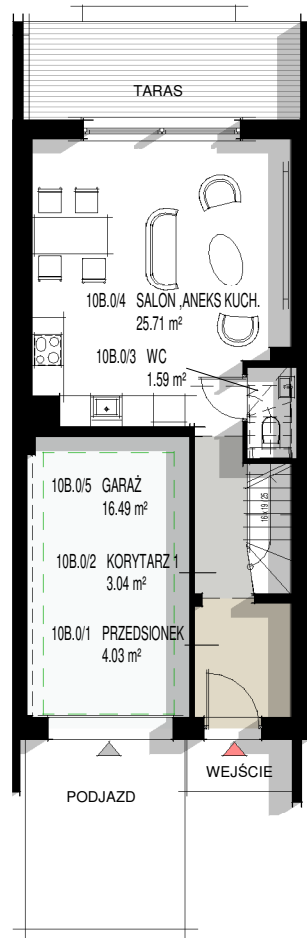 TARAS
10B.0/4 SALON ,ANEKS KUCH.
25.71 m²
10B.0/3 WC
1.59 m²
10B.0/5 GARAŻ
16.49 m²
16x19/25
10B.0/2 KORYTARZ 1
3.04 m²
10B.0/1 PRZEDSIONEK
4.03 m²
WEJŚCIE
PODJAZD